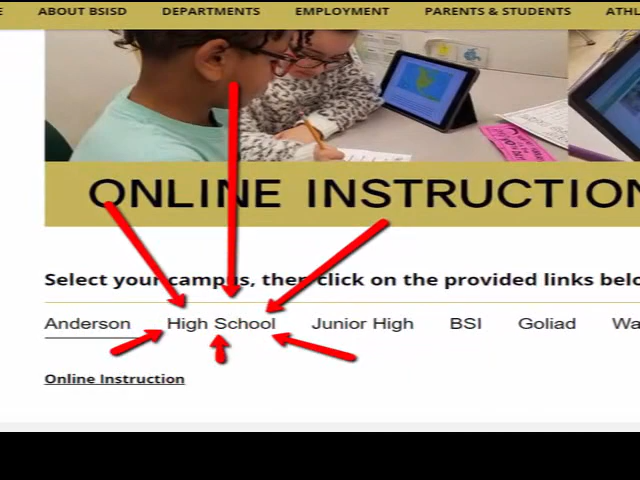 ABOUT BSISD DEPARTMENTS EMPLOYMENT PARENTS & STUDENTS
ONLINE INSTRUCTION
Select your campus, then click on the provided links
Anderson High School Junior High BSI Goliad
Online Instruction